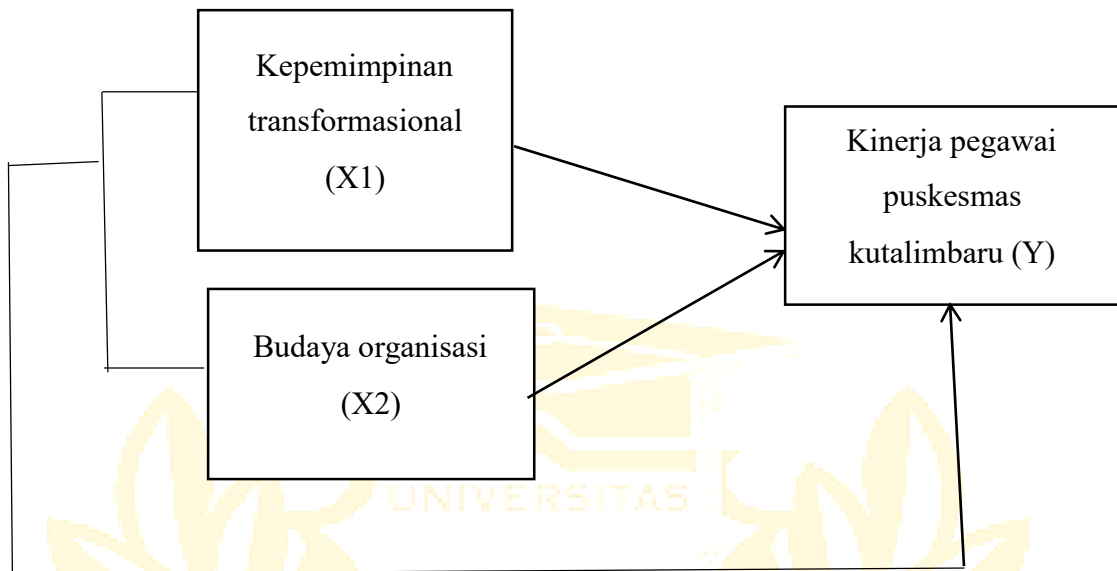 Kepemimpinan
transformasional
(X1)
Kinerja pegawai
puskesmas
kutalimbaru (Y)
Budaya organisasi
(X2)
UNIVERSITAS